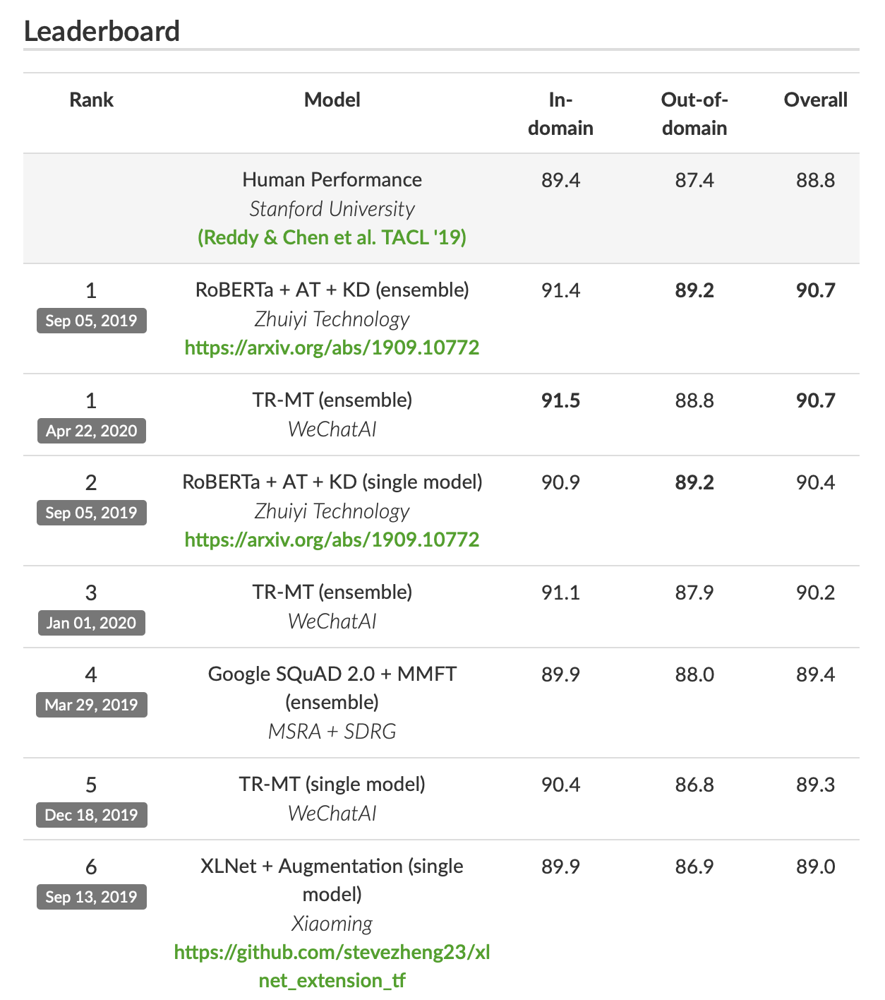 Leaderboard
Rank Model In-domain Out-of-domain Overall
Human Performance 89.4 87.4 88.8
Stanford University
(Reddy & Chen et al. TACL '19)
1 RoBERTa + AT + KD (ensemble) 91.4 89.2 90.7
Sep 05, 2019 Zhuiyi Technology
https://arxiv.org/abs/1909.10772
1 TR-MT (ensemble) 91.5 88.8 90.7
Apr 22, 2020 WeChatAI
2 RoBERTa + AT + KD (single model) 90.9 89.2 90.4
Sep 05, 2019 Zhuiyi Technology
https://arxiv.org/abs/1909.10772
3 TR-MT (ensemble) 91.1 87.9 90.2
Jan 01, 2020 WeChatAI
4 Google SQuAD 2.0 + MMFT 89.9 88.0 89.4
Mar 29, 2019 (ensemble)
MSRA + SDRG
5 TR-MT (single model) 90.4 86.8 89.3
Dec 18, 2019 WeChatAI
6 XLNet + Augmentation (single 89.9 86.9 89.0
Sep 13, 2019 model)
Xiaoming
https://github.com/stevezheng23/xl
net_extension_tf